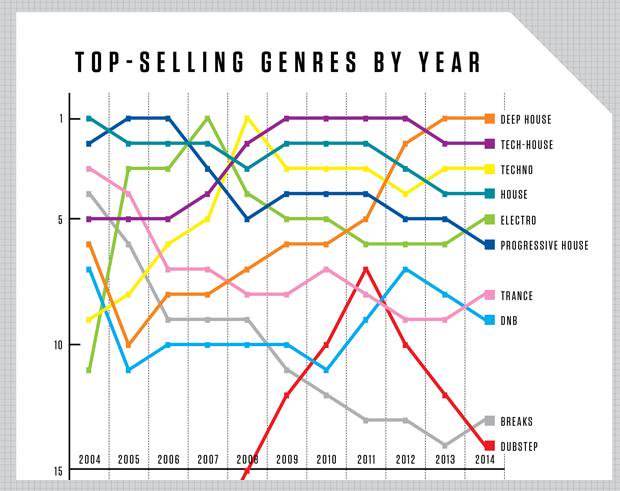 TOP-SELLING GENRES BY YEAR
1
DEEP HOUSE
TECH-HOUSE
TECHNO
HOUSE
5
ELECTRO
PROGRESSIVE HOUSE
TRANCE
DNB
10
BREAKS
DUBSTEP
2004 2005 2006 2007 2008 2009 2010 2011 2012 2013 2014
15